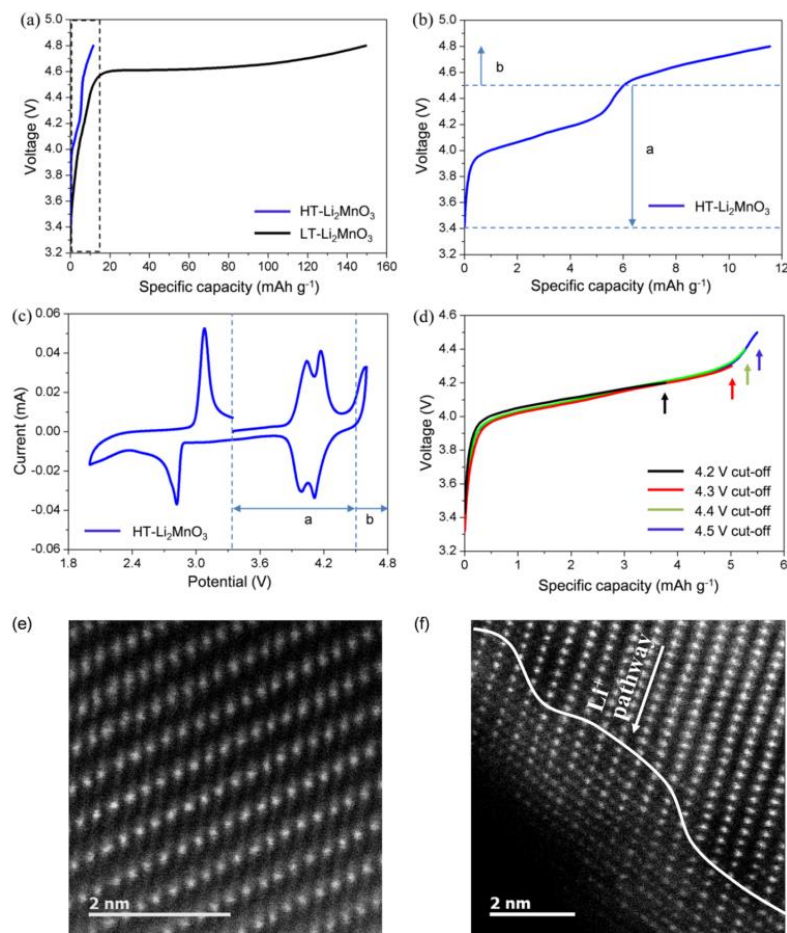 (a)
5.0
4.8
4.6
4.4
4.2
4.0
3.8
3.6
3.4
3.2
Voltage (V)
HT-Li₂MnO₃
LT-Li₂MnO₃
0 20 40 60 80 100 120 140 160
Specific capacity (mAh g⁻¹)
(b)
5.0
4.8
4.6
4.4
4.2
4.0
3.8
3.6
3.4
3.2
Voltage (V)
b
a
HT-Li₂MnO₃
0 2 4 6 8 10 12
Specific capacity (mAh g⁻¹)
(c)
0.06
0.04
0.02
0.00
-0.02
-0.04
-0.06
Current (mA)
a b
HT-Li₂MnO₃
1.8 2.4 3.0 3.6 4.2 4.8
Potential (V)
(d)
4.6
4.4
4.2
4.0
3.8
3.6
3.4
3.2
Voltage (V)
4.2 V cut-off
4.3 V cut-off
4.4 V cut-off
4.5 V cut-off
0 1 2 3 4 5 6
Specific capacity (mAh g⁻¹)
(e)
2 nm
(f)
Li⁺
pathway
2 nm